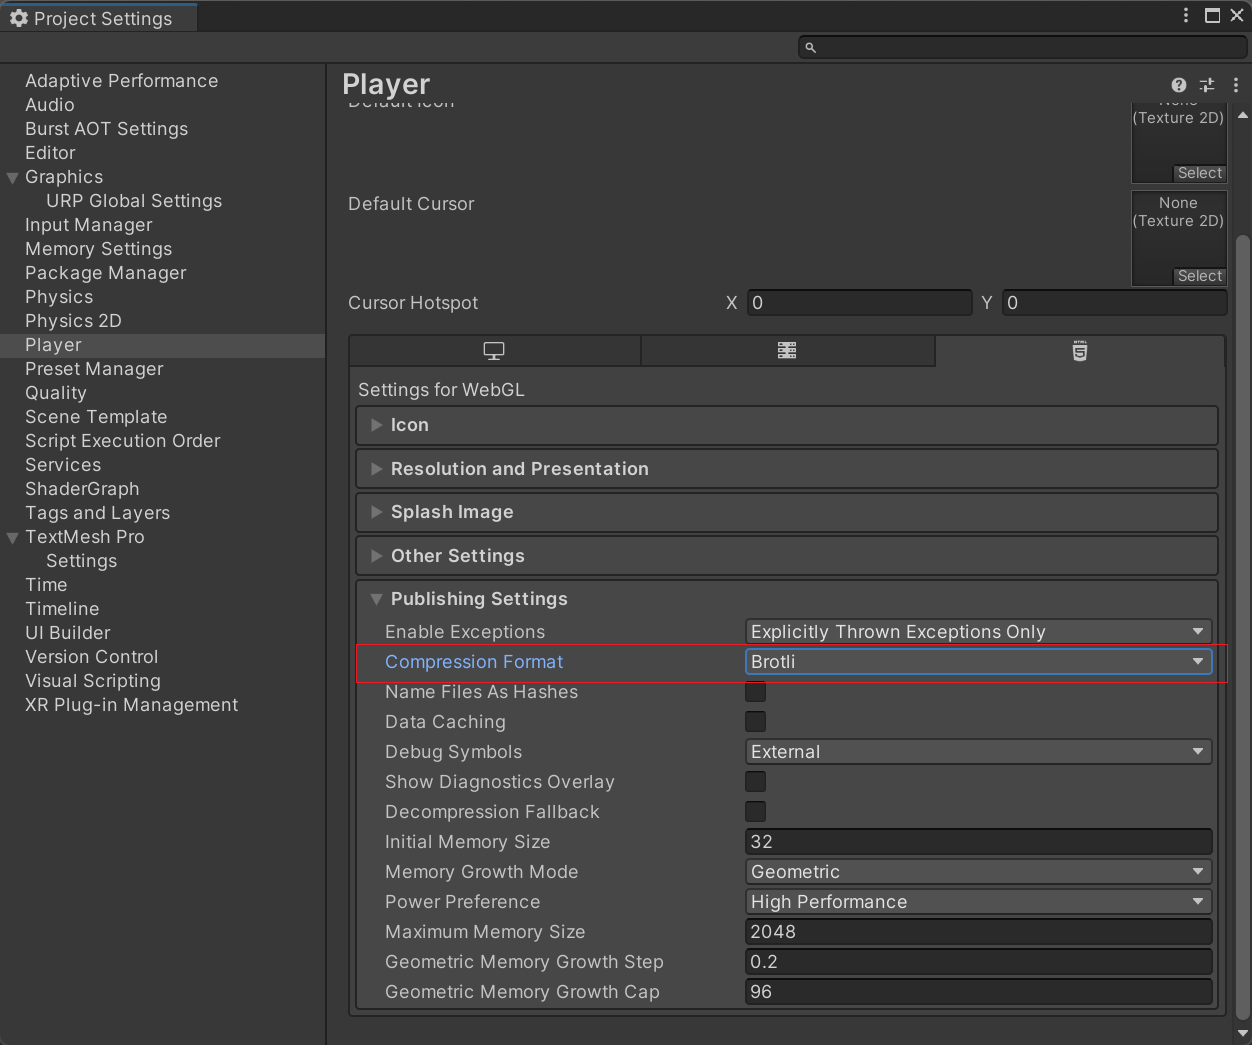 Project Settings
Adaptive Performance
Audio
Burst AOT Settings
Editor
Graphics
URP Global Settings
Input Manager
Memory Settings
Package Manager
Physics
Physics 2D
Player
Preset Manager
Quality
Scene Template
Script Execution Order
Services
ShaderGraph
Tags and Layers
TextMesh Pro
Settings
Time
Timeline
UI Builder
Version Control
Visual Scripting
XR Plug-in Management
Player
Default Icon
None
(Texture 2D)
Select
Default Cursor
None
(Texture 2D)
Select
Cursor Hotspot X 0 Y 0
HTML 5
Settings for WebGL
Icon
Resolution and Presentation
Splash Image
Other Settings
Publishing Settings
Enable Exceptions Explicitly Thrown Exceptions Only
Compression Format Brotli
Name Files As Hashes
Data Caching
Debug Symbols External
Show Diagnostics Overlay
Decompression Fallback
Initial Memory Size 32
Memory Growth Mode Geometric
Power Preference High Performance
Maximum Memory Size 2048
Geometric Memory Growth Step 0.2
Geometric Memory Growth Cap 96